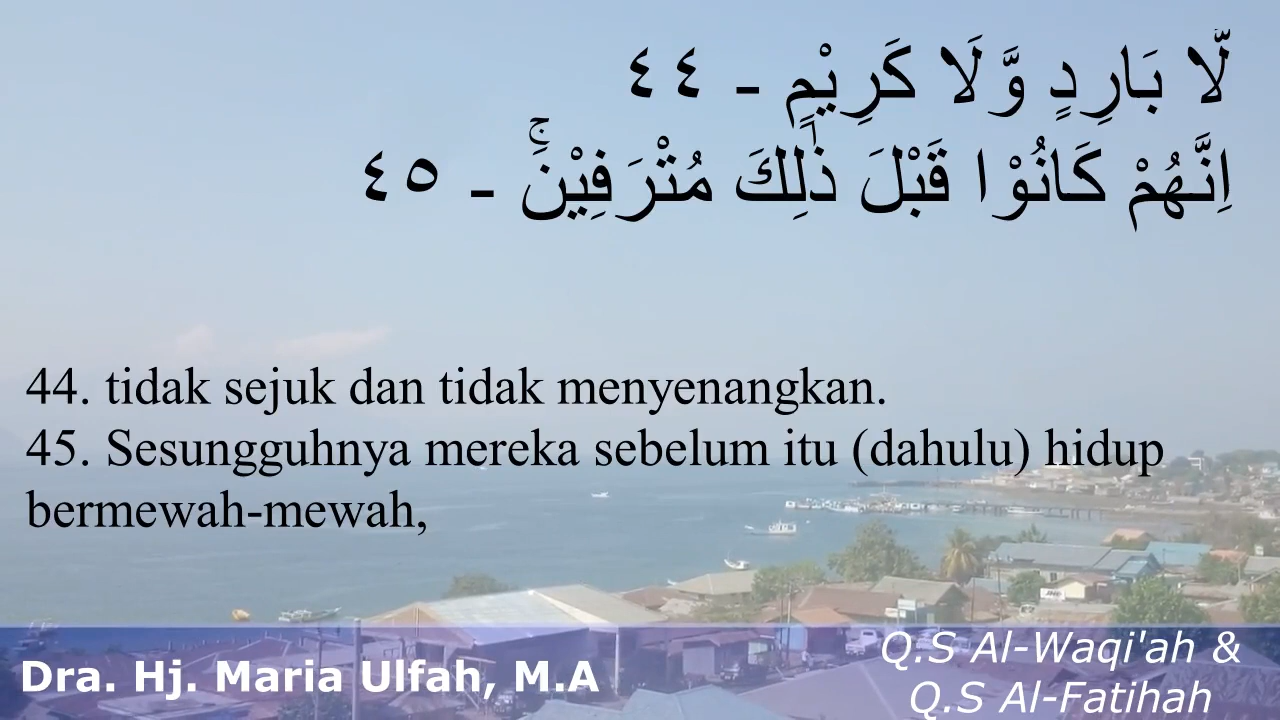 لَّا بَارِدٍ وَّلَا كَرِيْمٍ - ٤٤
اِنَّهُمْ كَانُوْا قَبْلَ ذٰلِكَ مُتْرَفِيْنَۚ - ٤٥
44. tidak sejuk dan tidak menyenangkan.
45. Sesungguhnya mereka sebelum itu (dahulu) hidup
bermewah-mewah,
Dra. Hj. Maria Ulfah, M.A
Q.S Al-Waqi'ah &
Q.S Al-Fatihah